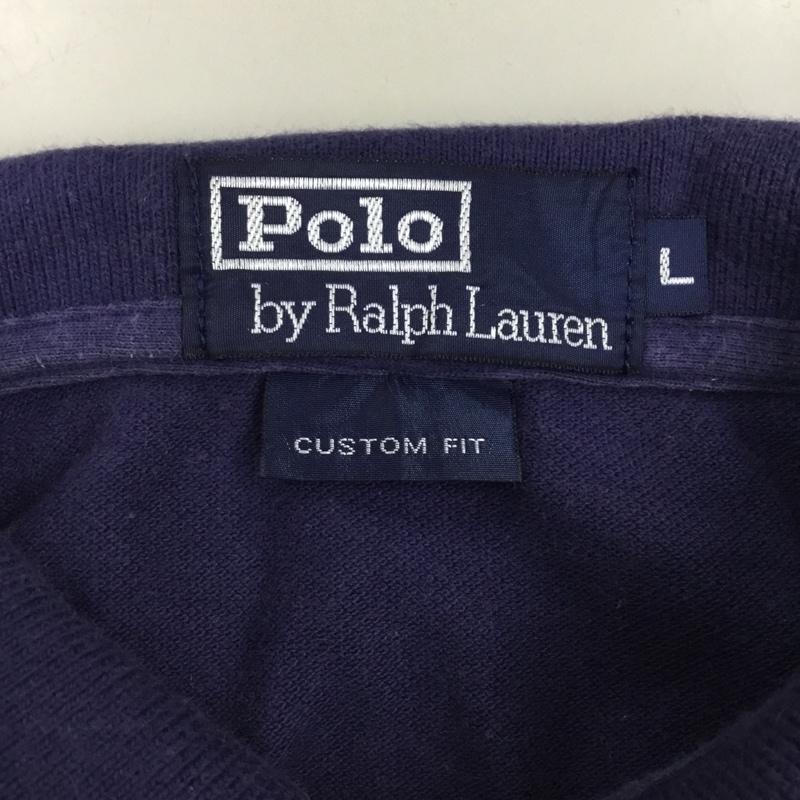 Polo
by Ralph Lauren
L
CUSTOM FIT